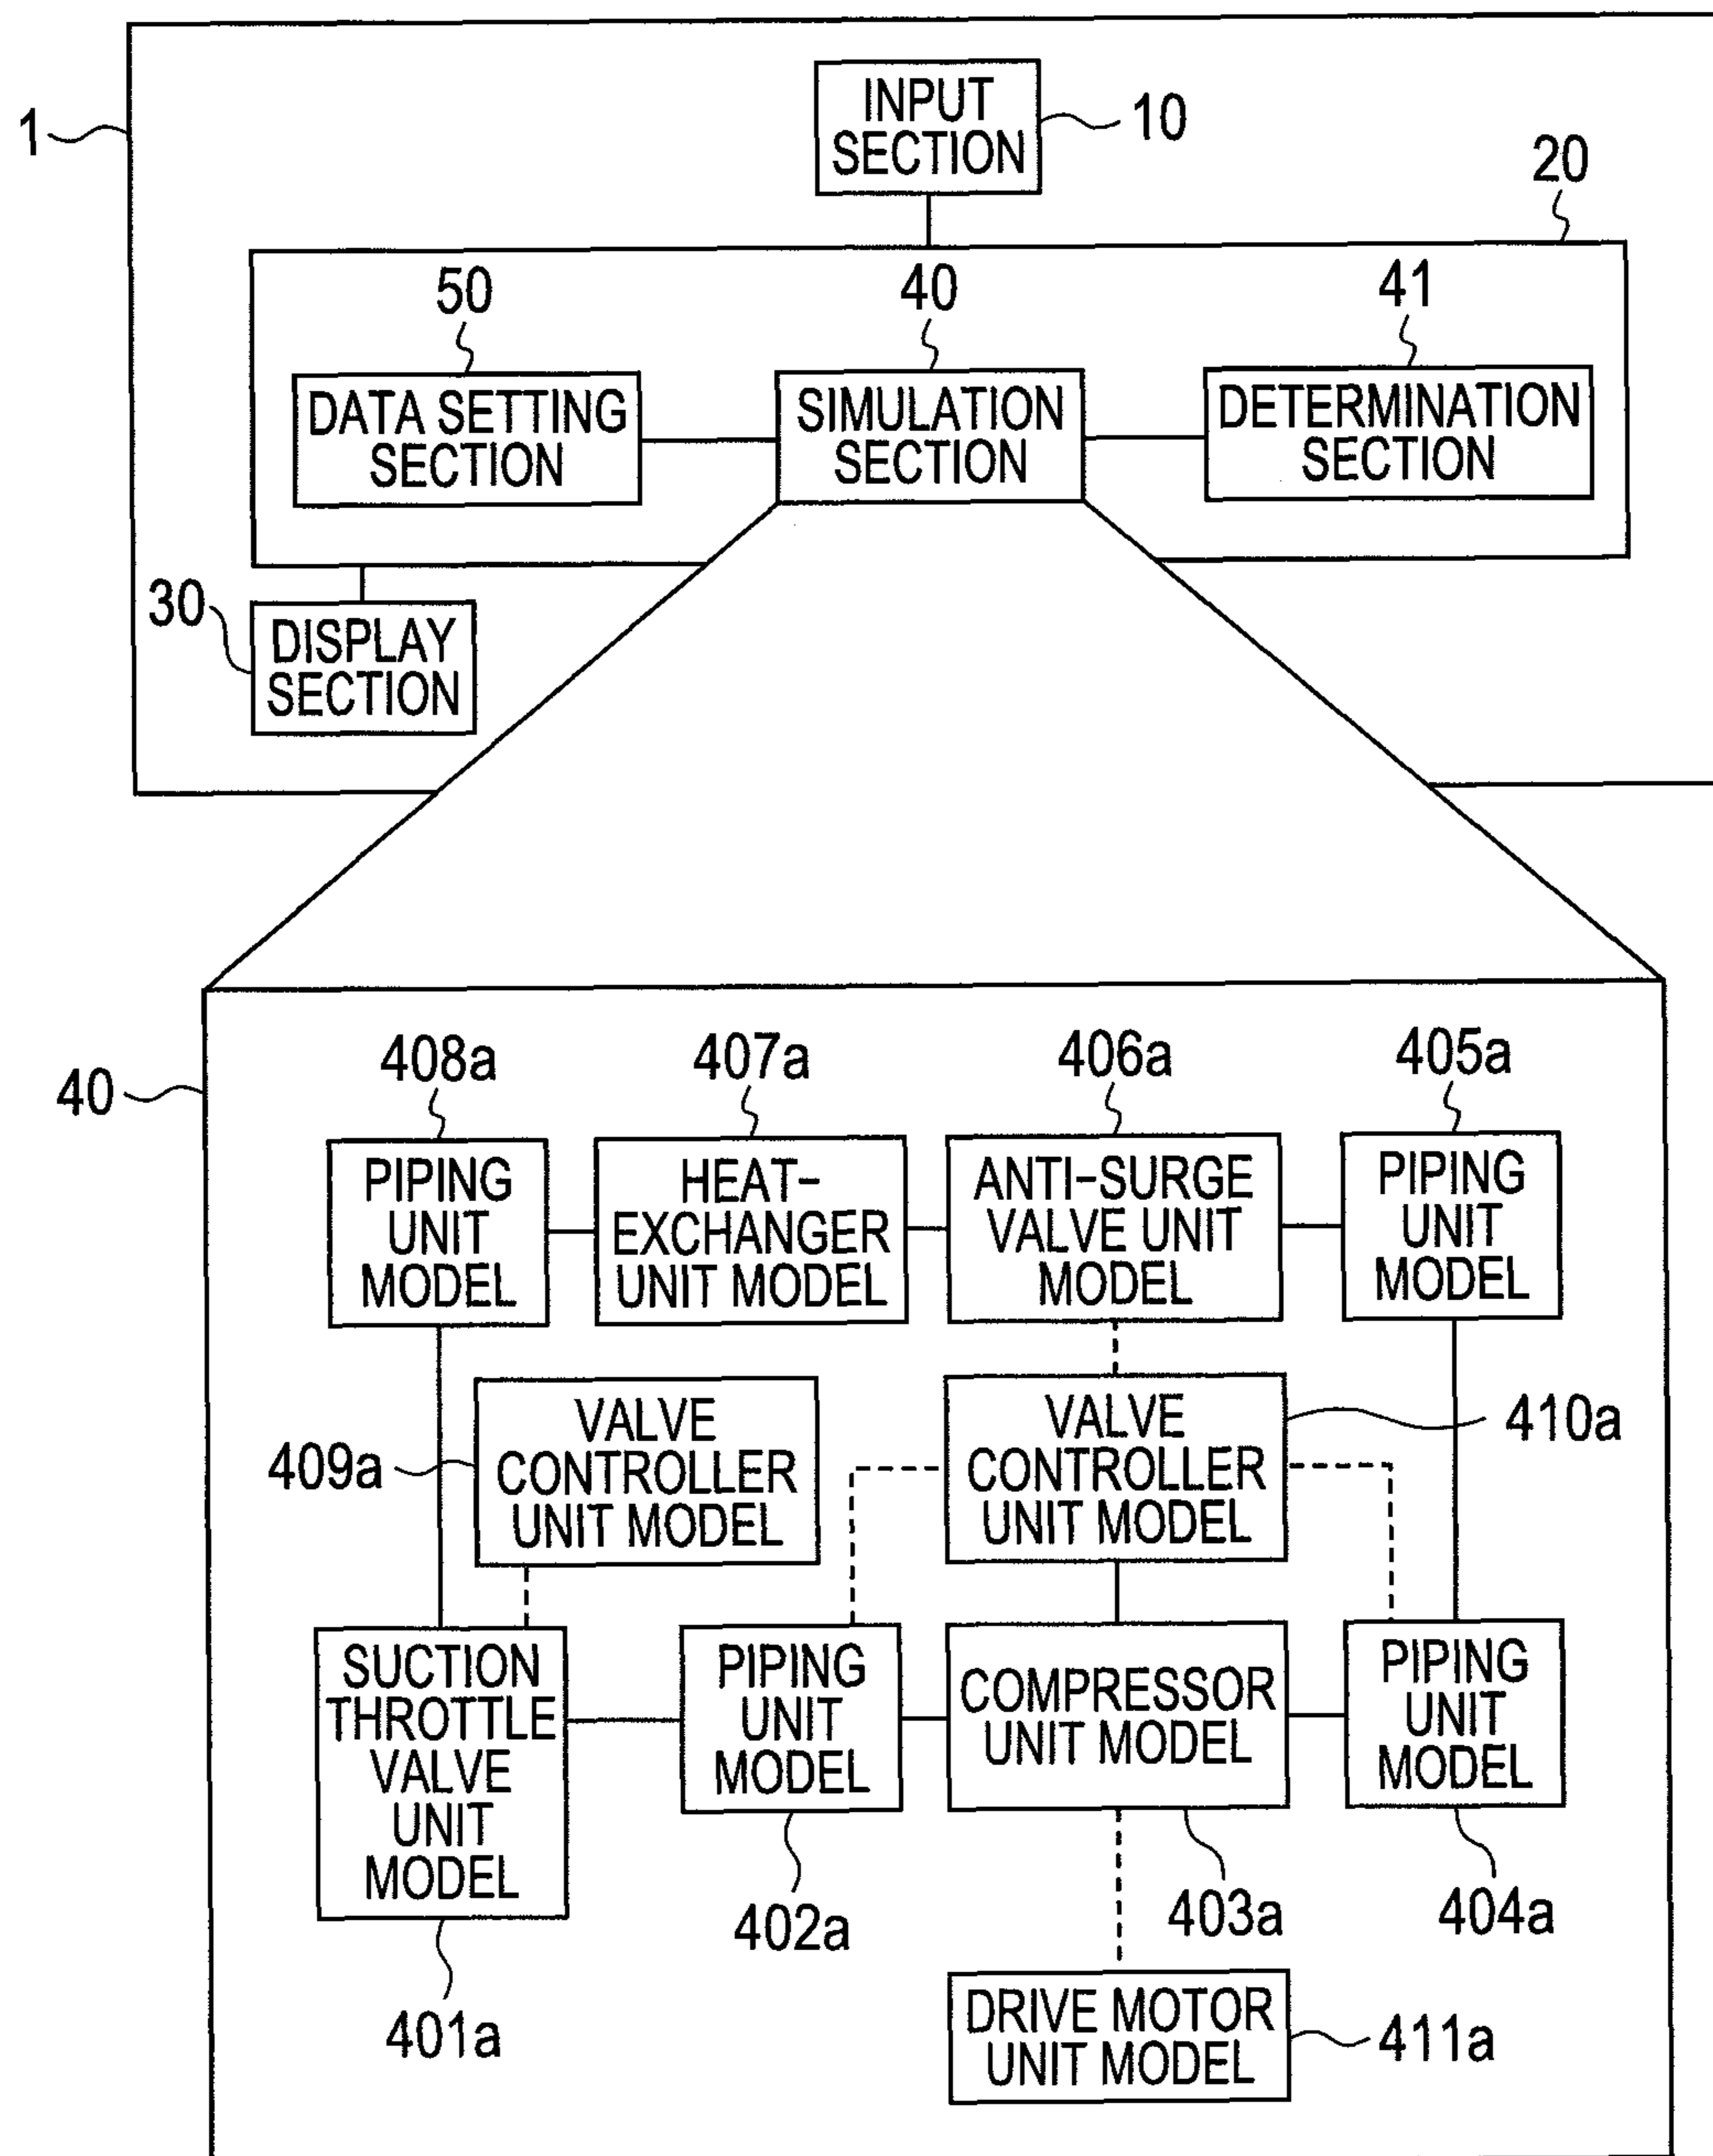 1
INPUT
SECTION
10
20
50
40
41
DATA SETTING
SECTION
SIMULATION
SECTION
DETERMINATION
SECTION
30
DISPLAY
SECTION
40
408a
407a
406a
405a
PIPING
UNIT
MODEL
HEAT-
EXCHANGER
UNIT MODEL
ANTI-SURGE
VALVE UNIT
MODEL
PIPING
UNIT
MODEL
409a
VALVE
CONTROLLER
UNIT MODEL
VALVE
CONTROLLER
UNIT MODEL
410a
SUCTION
THROTTLE
VALVE
UNIT
MODEL
PIPING
UNIT
MODEL
COMPRESSOR
UNIT MODEL
PIPING
UNIT
MODEL
401a
402a
403a
404a
DRIVE MOTOR
UNIT MODEL
411a